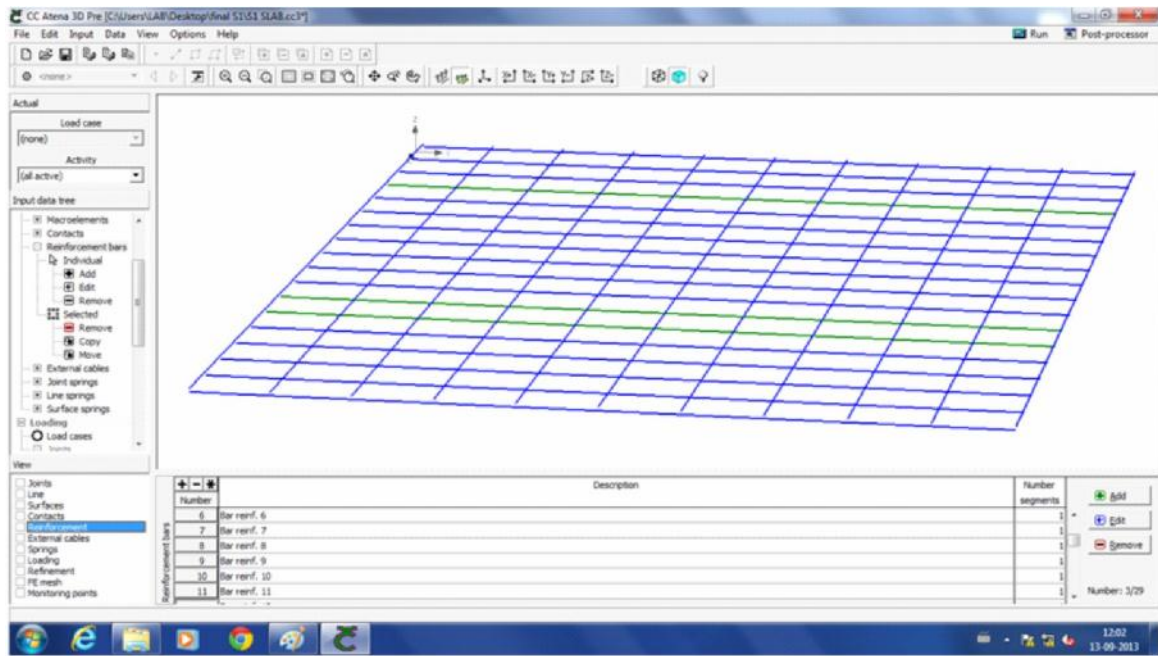 CC Atena 3D Pre [C:\Users\LAB\Desktop\final S1\S1 SLAB.cc3*]
File Edit Input Data View Options Help
Run Post-processor
<none>
Actual
Load case
(none)
Activity
(all active)
Input data tree
Macroelements
Contacts
Reinforcement bars
Individual
Add
Edit
Remove
Selected
Remove
Copy
Move
External cables
Joint springs
Line springs
Surface springs
Loading
Load cases
Joints
View
Joints
Line
Surfaces
Contacts
Reinforcement
External cables
Springs
Loading
Refinement
FE mesh
Monitoring points
Reinforcement bars
Number Description Number segments
6 Bar reinf. 6 1
7 Bar reinf. 7 1
8 Bar reinf. 8 1
9 Bar reinf. 9 1
10 Bar reinf. 10 1
11 Bar reinf. 11 1
Add
Edit
Remove
Number: 3/29
12:02
13-09-2013